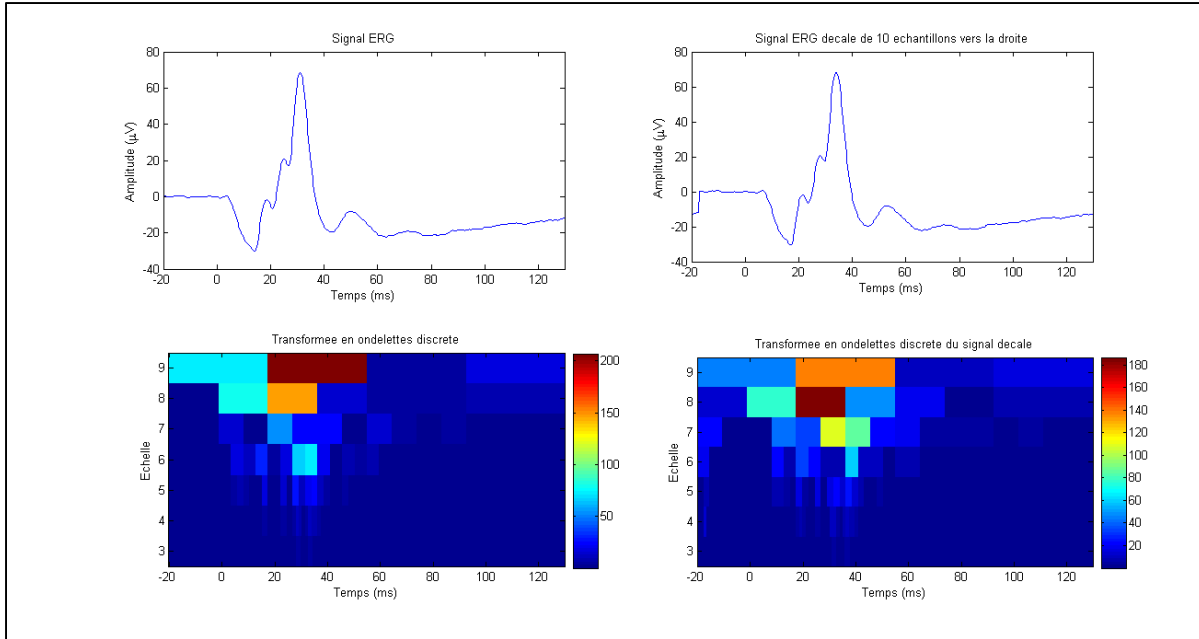 Signal ERG
80
60
40
20
0
-20
-40
Amplitude (µV)
-20 0 20 40 60 80 100 120
Temps (ms)
Signal ERG decale de 10 echantillons vers la droite
80
60
40
20
0
-20
-40
Amplitude (µV)
-20 0 20 40 60 80 100 120
Temps (ms)
Transformee en ondelettes discrete
9
8
7
6
5
4
3
Echelle
-20 0 20 40 60 80 100 120
Temps (ms)
200
150
100
50
Transformee en ondelettes discrete du signal decale
9
8
7
6
5
4
3
Echelle
-20 0 20 40 60 80 100 120
Temps (ms)
180
160
140
120
100
80
60
40
20